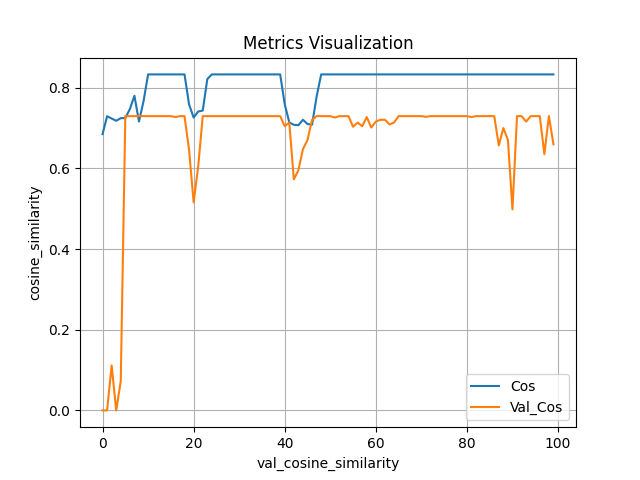 Metrics Visualization
cosine_similarity
0.8
0.6
0.4
0.2
0.0
0 20 40 60 80 100
val_cosine_similarity
Cos
Val_Cos